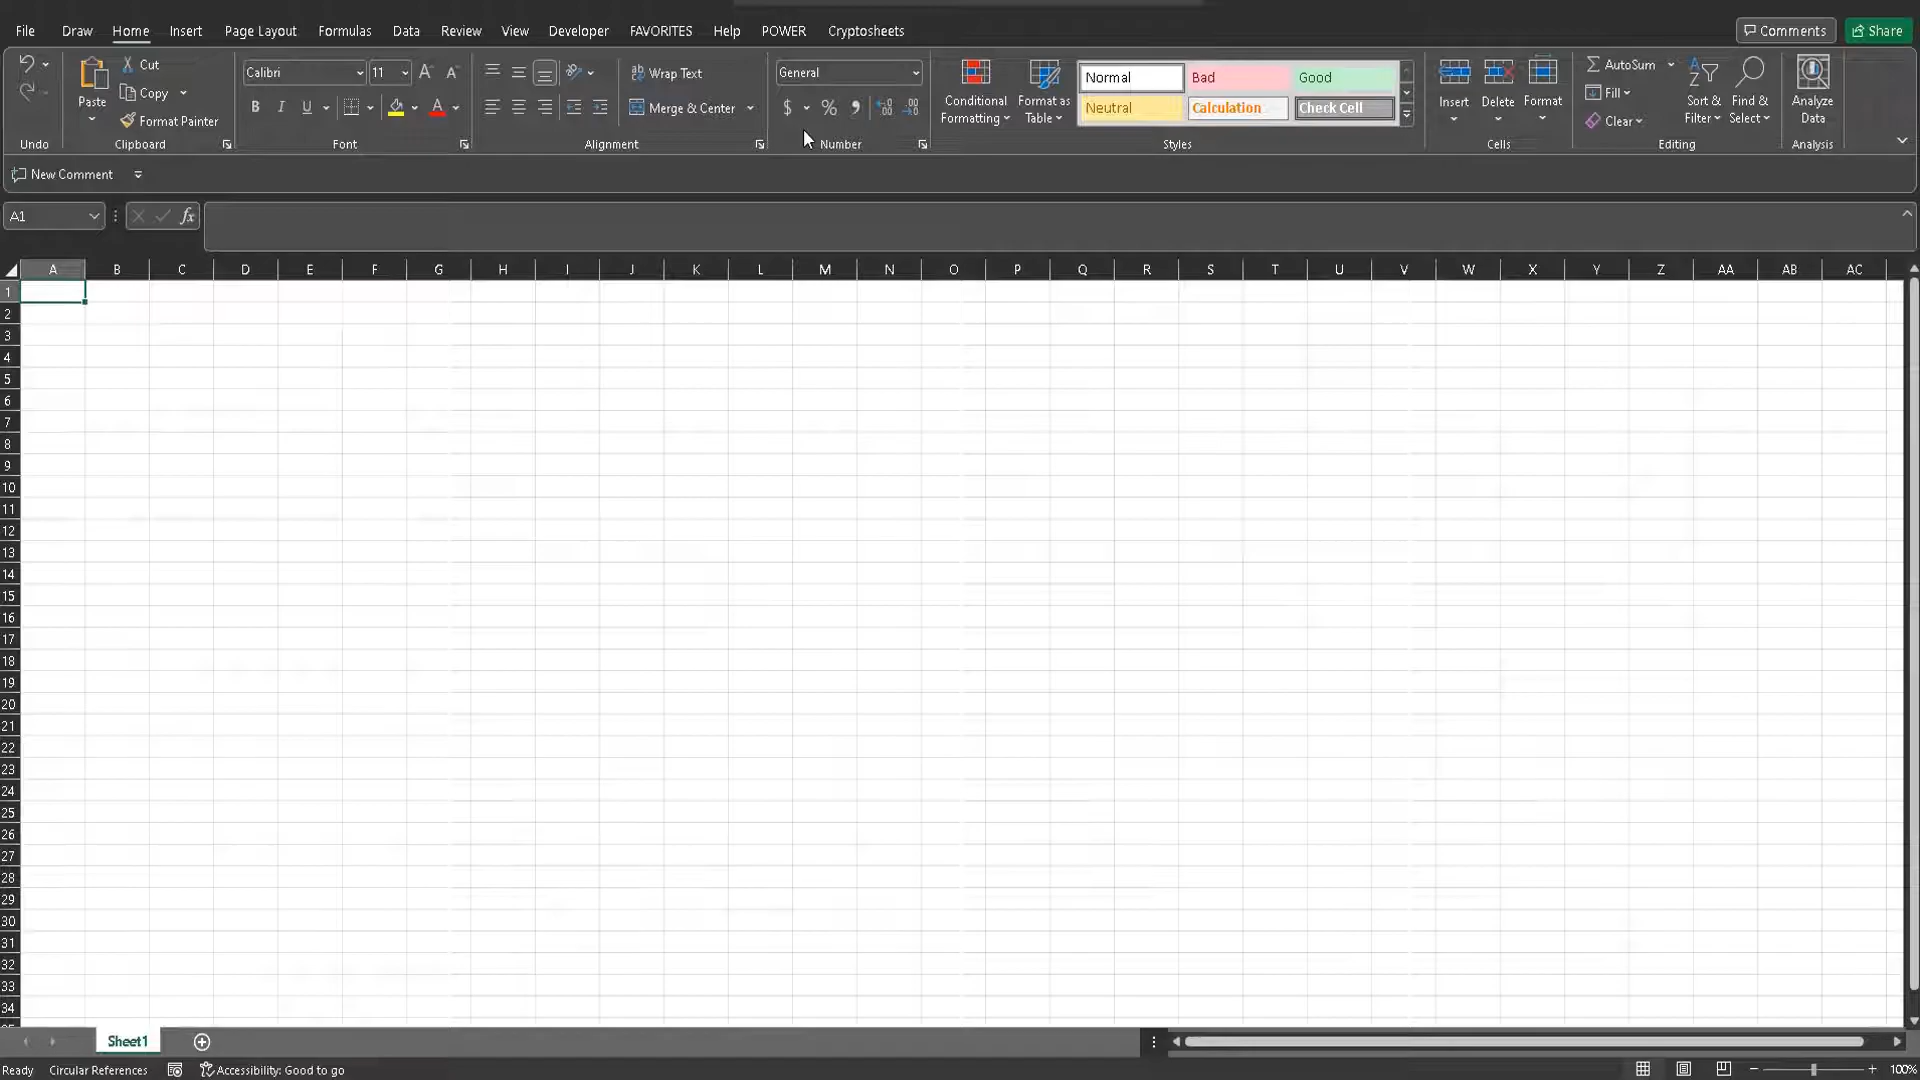 File Draw Home Insert Page Layout Formulas Data Review View Developer FAVORITES Help POWER Cryptosheets Comments Share
Cut
Copy
Format Painter
Paste
Undo
Clipboard
Calibri 11
B I U A
Font
Wrap Text
Merge & Center
Alignment
General
$ %
Number
Conditional Formatting
Format as Table
Normal Bad Good
Neutral Calculation Check Cell
Styles
Insert Delete Format
Cells
AutoSum
Fill
Clear
Sort & Filter
Find & Select
Editing
Analyze Data
Analysis
New Comment
A1 fx
A B C D E F G H I J K L M N O P Q R S T U V W X Y Z AA AB AC
1
2
3
4
5
6
7
8
9
10
11
12
13
14
15
16
17
18
19
20
21
22
23
24
25
26
27
28
29
30
31
32
33
34
Sheet1
Ready Circular References Accessibility: Good to go 100%